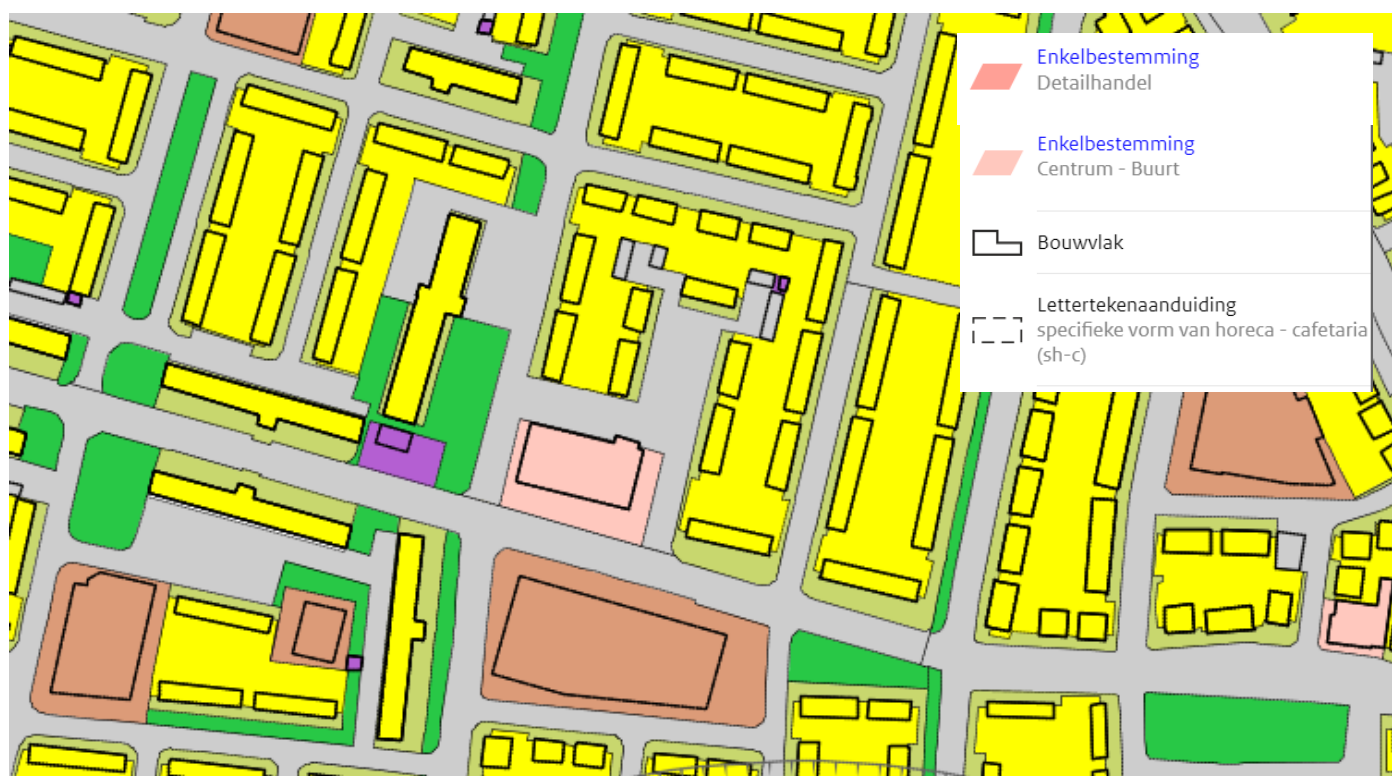 Enkelbestemming
Detailhandel
Enkelbestemming
Centrum - Buurt
Bouwvlak
Lettertekenaanduiding
specifieke vorm van horeca - cafetaria
(sh-c)